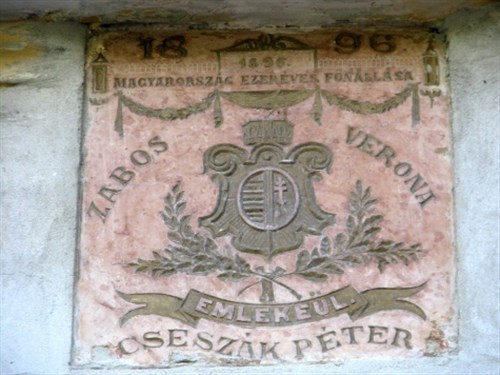 18 96
1896
MAGYARORSZÁG EZERÉVES FÖNÁLLÁSA
ZABOS VERONA
EMLÉKEÜL.
CSESZÁK PÉTER